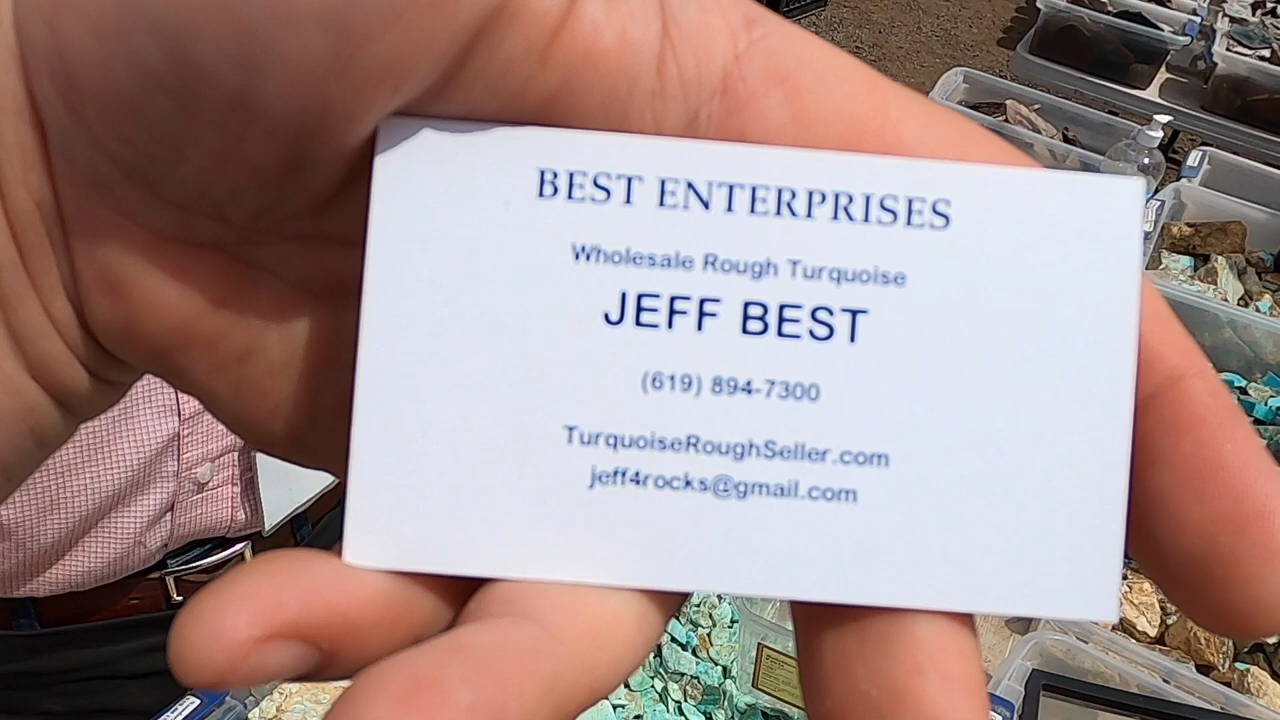 BEST ENTERPRISES
Wholesale Rough Turquoise
JEFF BEST
(619) 894-7300
TurquoiseRoughSeller.com
jeff4rocks@gmail.com